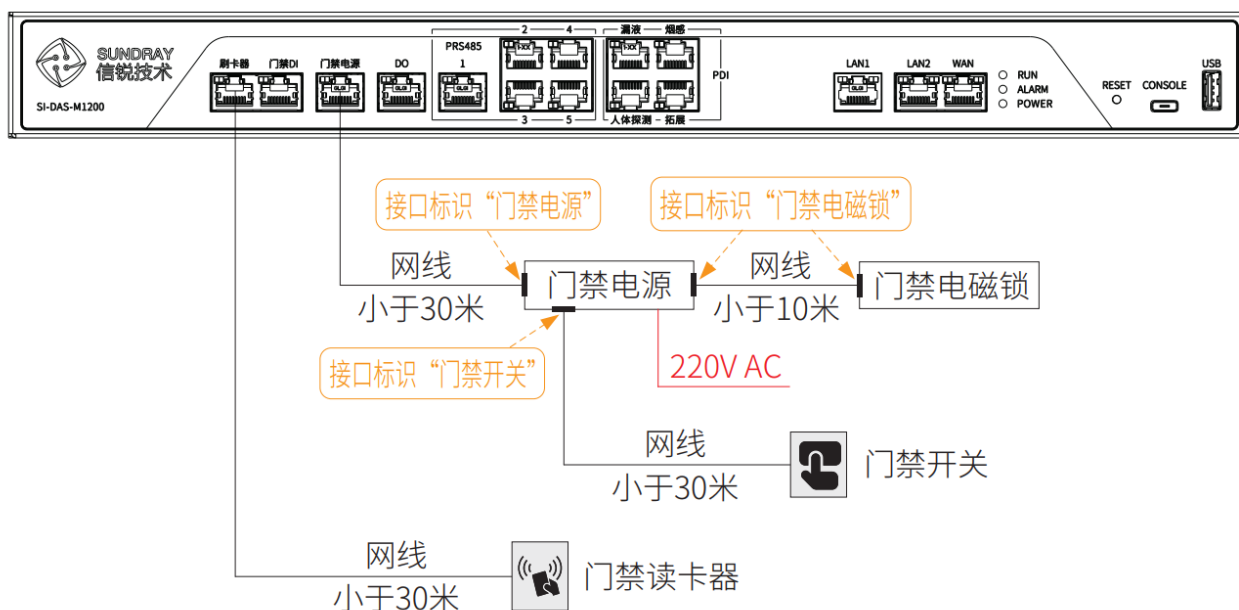 SUNDRAY
信锐技术
SI-DAS-M1200
刷卡器 门禁DI 门禁电源 DO
PRS485
1
2 4
3 5
漏液 烟感
PDI
人体探测 拓展
LAN1 LAN2 WAN
RUN
ALARM
POWER
RESET CONSOLE
USB
接口标识“门禁电源”
接口标识“门禁电磁锁”
网线
小于30米
门禁电源
网线
小于10米
门禁电磁锁
接口标识“门禁开关”
220V AC
网线
小于30米
门禁开关
网线
小于30米
门禁读卡器